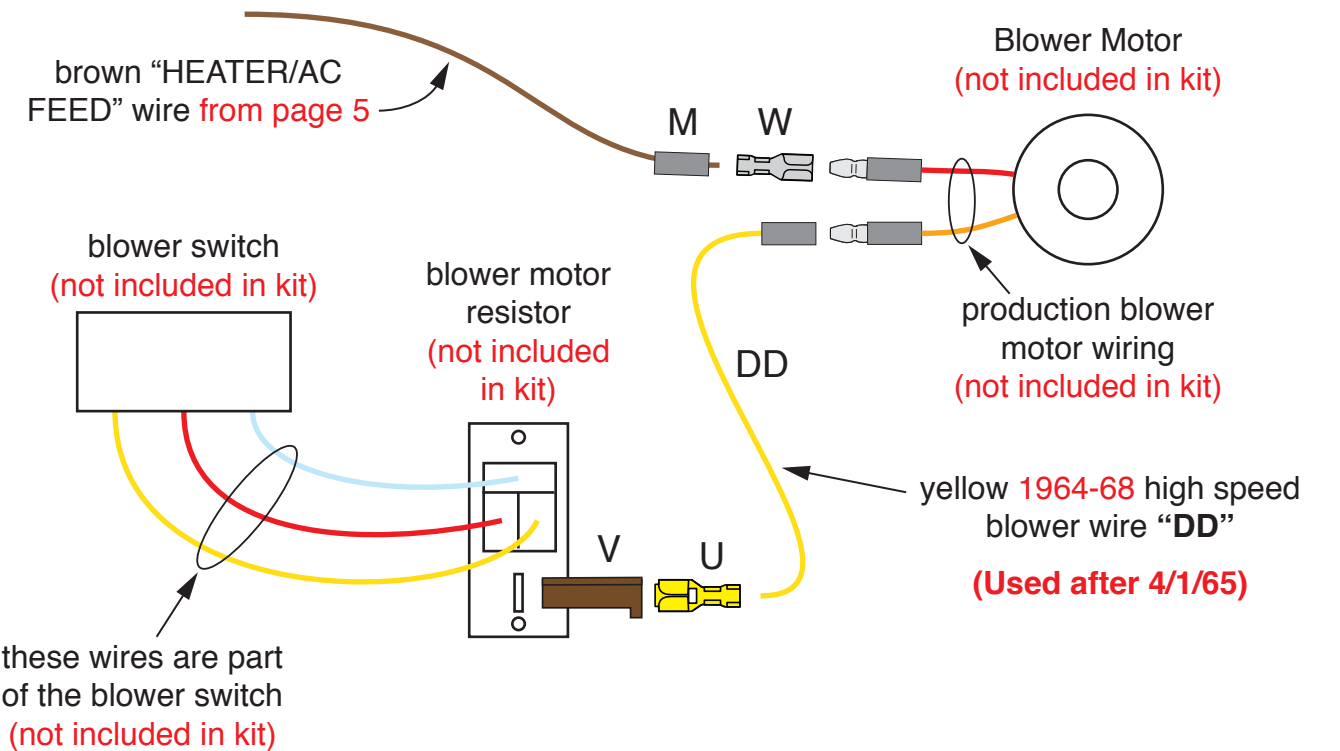 brown “HEATER/AC
FEED” wire from page 5
M
W
Blower Motor
(not included in kit)
blower switch
(not included in kit)
blower motor
resistor
(not included
in kit)
DD
production blower
motor wiring
(not included in kit)
yellow 1964-68 high speed
blower wire “DD”
(Used after 4/1/65)
V
U
these wires are part
of the blower switch
(not included in kit)